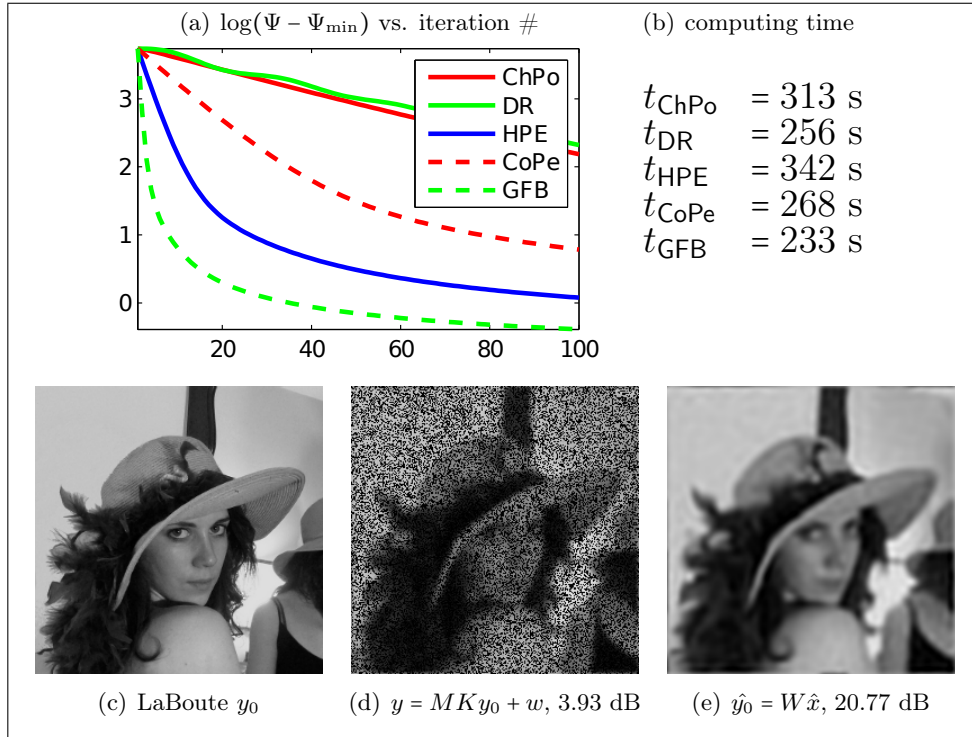 (a) log(Ψ − Ψmin) vs. iteration #
(b) computing time
3
2
1
0
20
40
60
80
100
ChPo
DR
HPE
CoPe
GFB
tChPo = 313 s
tDR = 256 s
tHPE = 342 s
tCoPe = 268 s
tGFB = 233 s
(c) LaBoute y0
(d) y = MKy0 + w, 3.93 dB
(e) ŷ0 = Wx̂, 20.77 dB